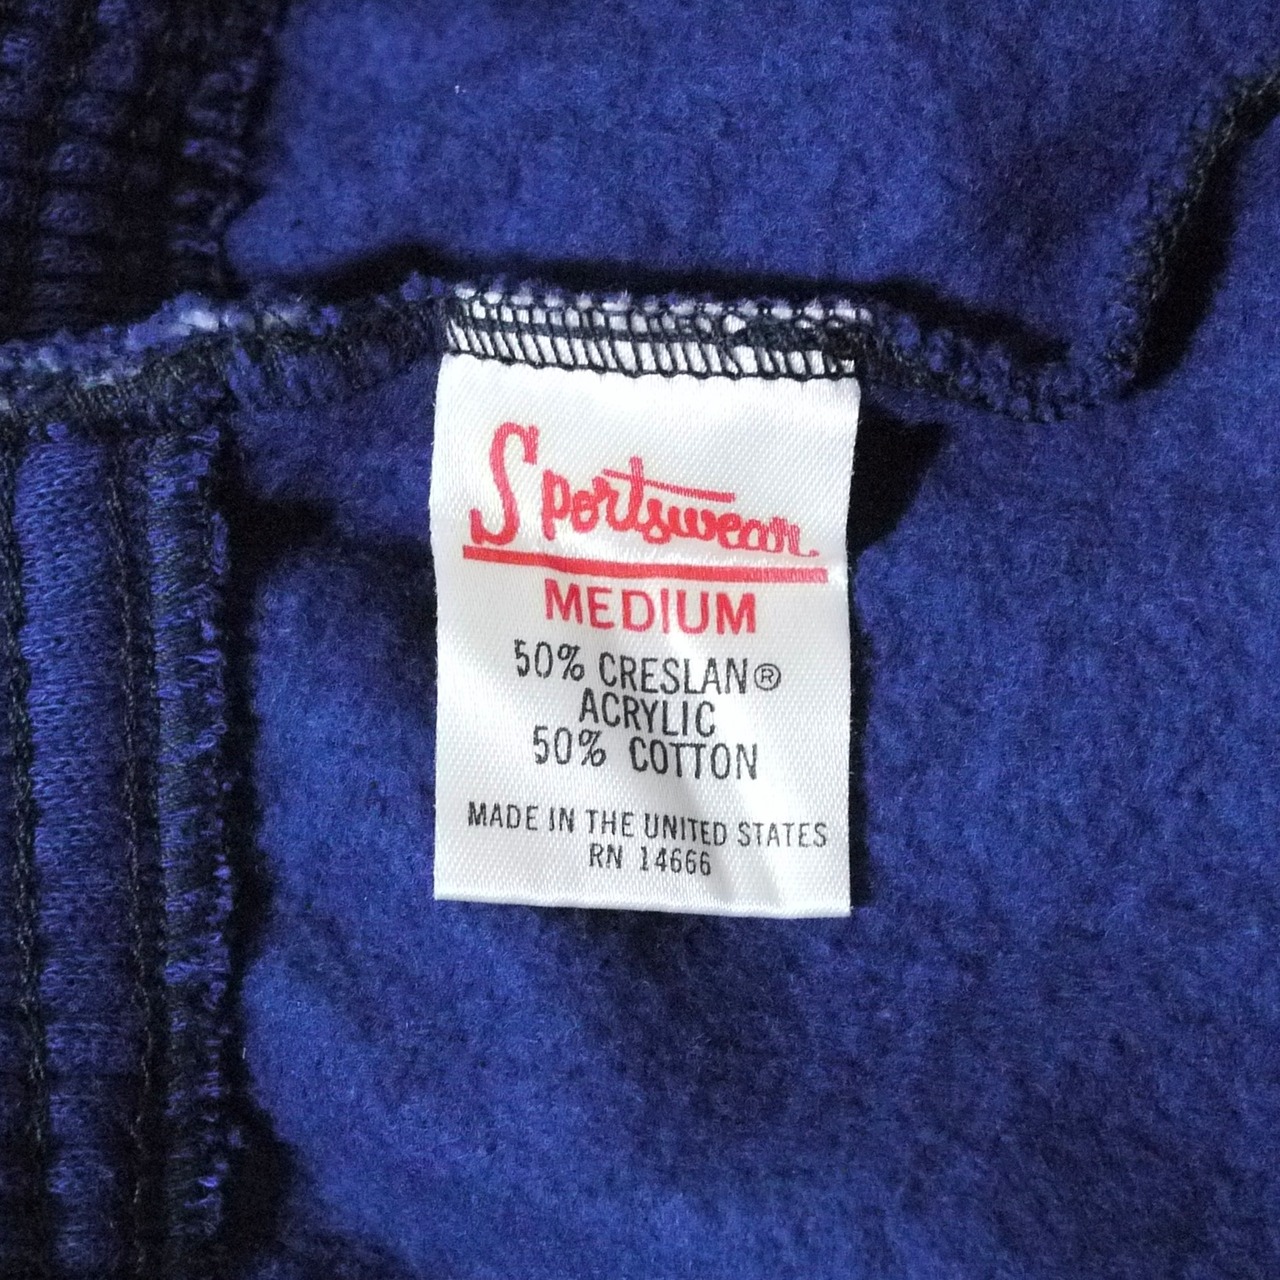 Sportswear
MEDIUM
50% CRESLAN®
ACRYLIC
50% COTTON
MADE IN THE UNITED STATES
RN 14666